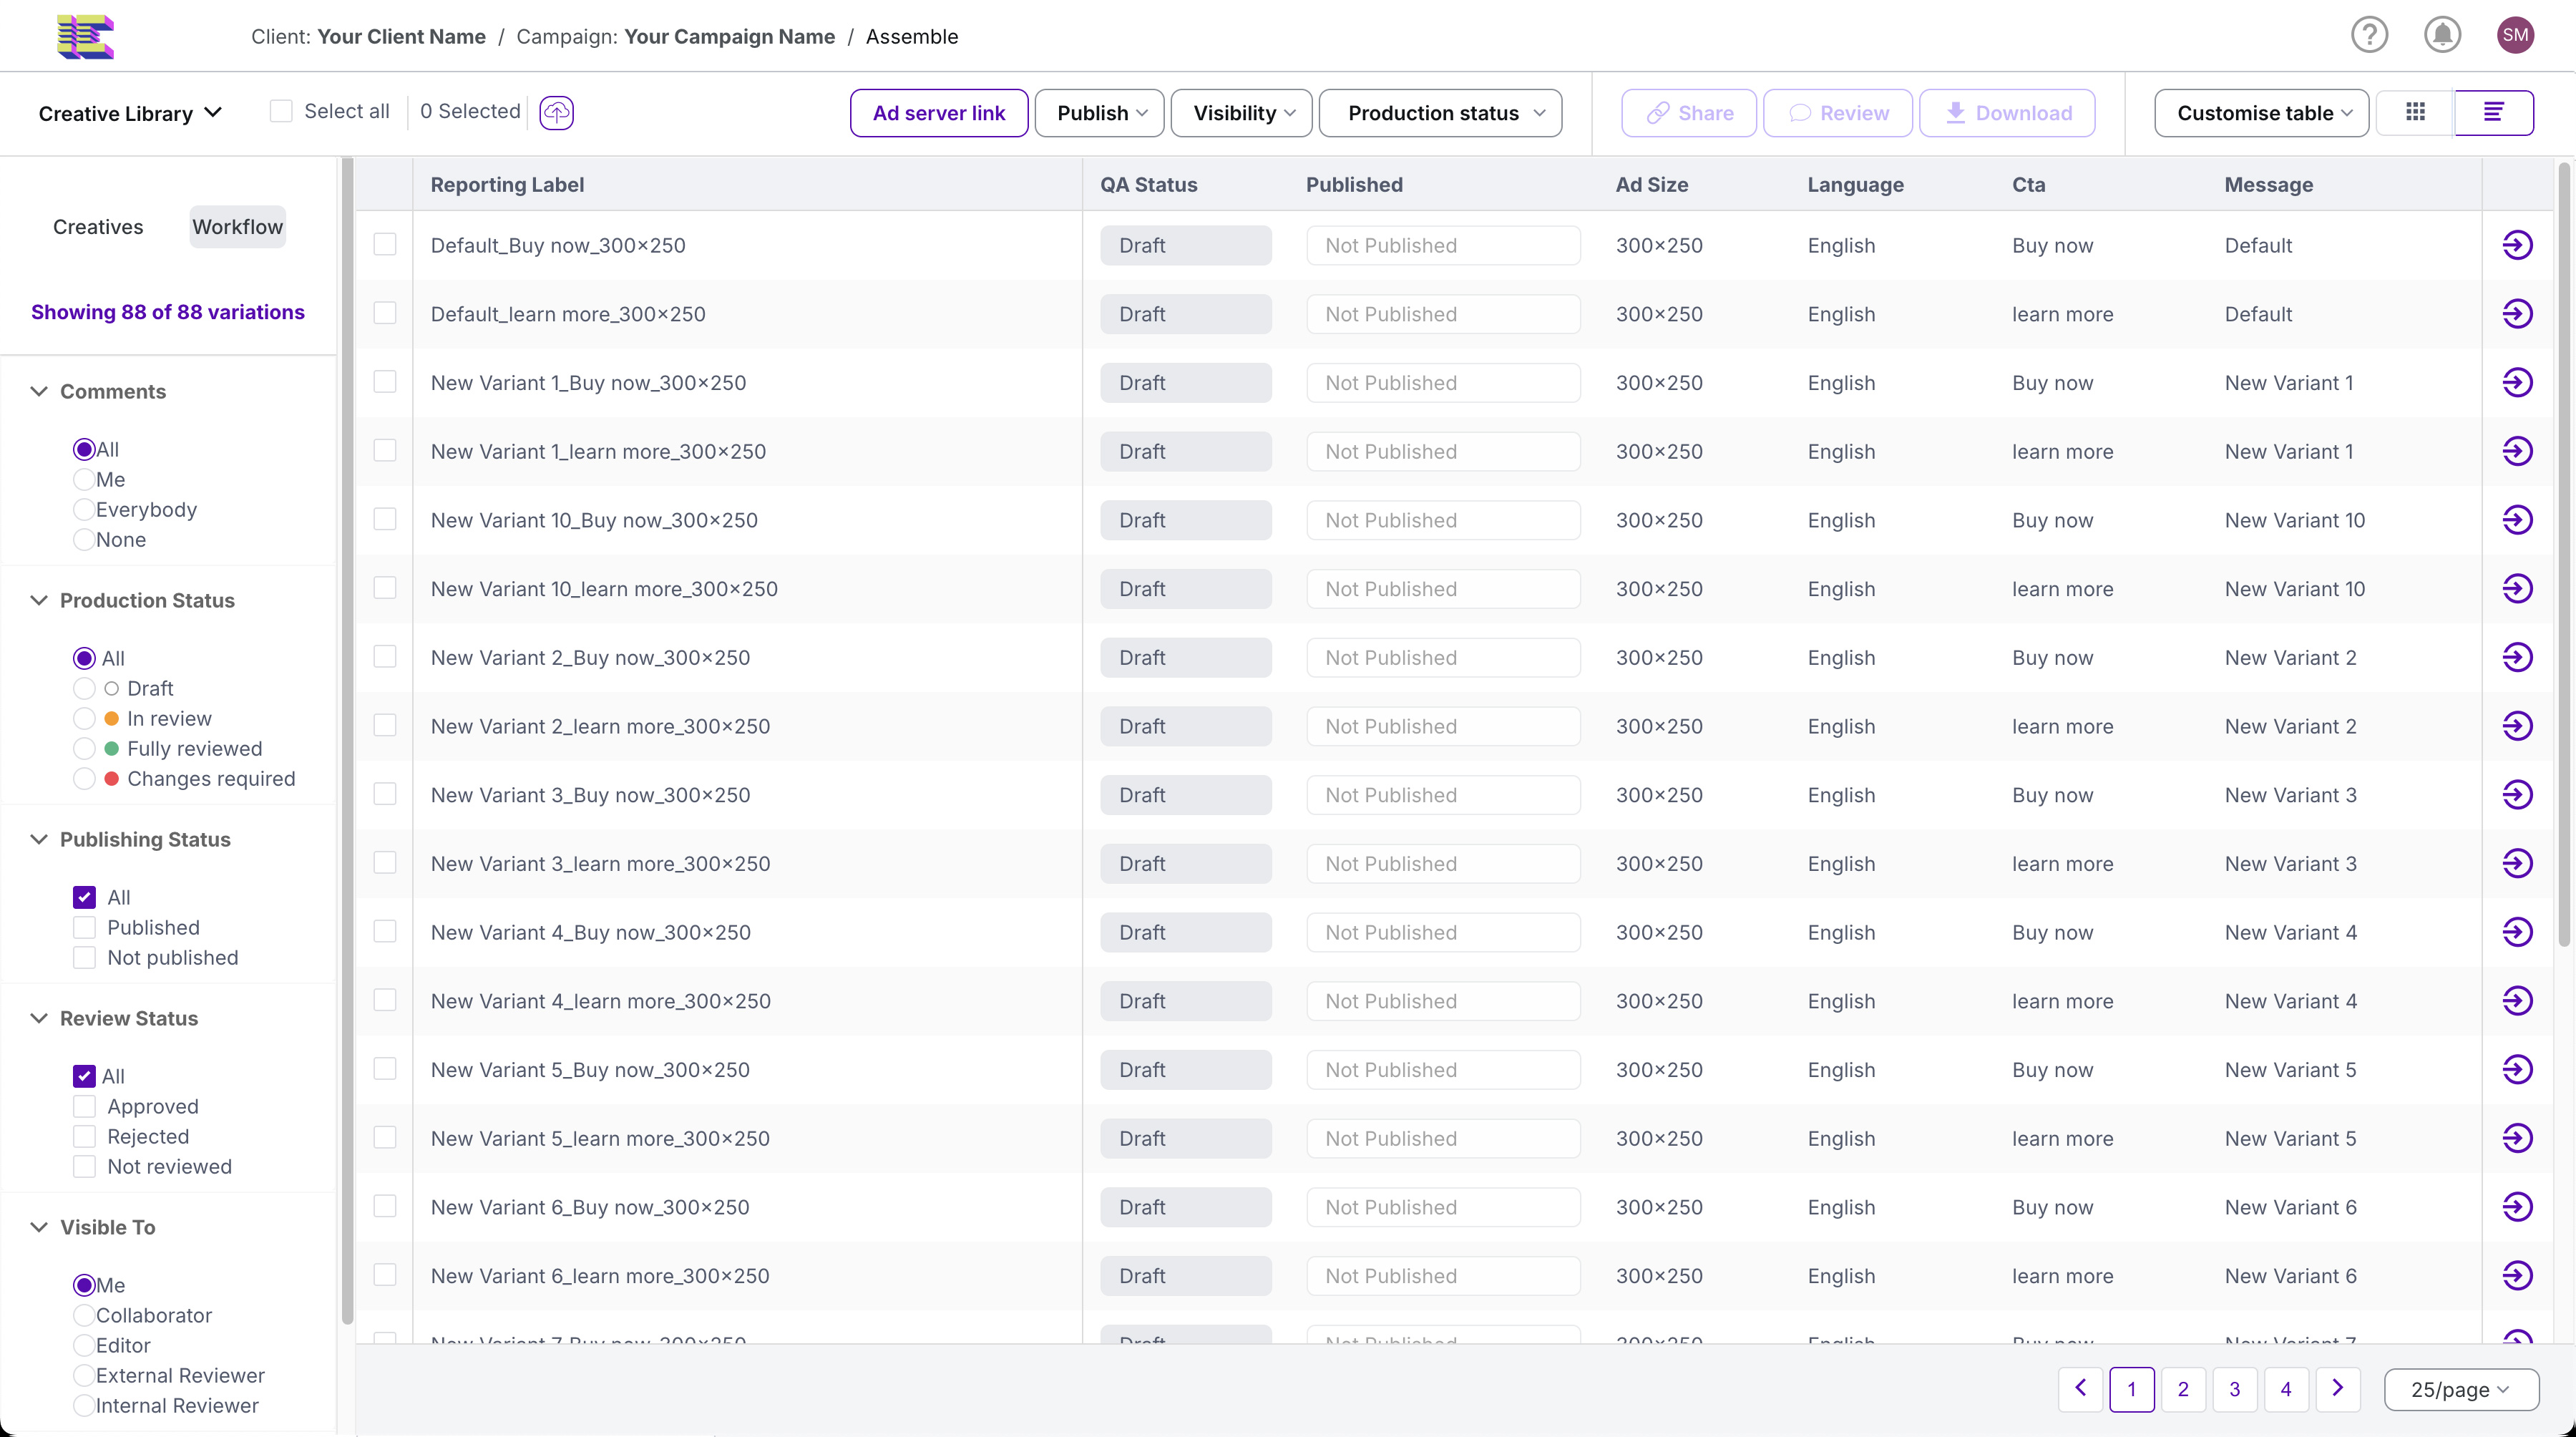 Client: Your Client Name / Campaign: Your Campaign Name / Assemble
SM
Creative Library
Select all
0 Selected
Ad server link
Publish
Visibility
Production status
Share
Review
Download
Customise table
Creatives
Workflow
Showing 88 of 88 variations
Comments
All
Me
Everybody
None
Production Status
All
Draft
In review
Fully reviewed
Changes required
Publishing Status
All
Published
Not published
Review Status
All
Approved
Rejected
Not reviewed
Visible To
Me
Collaborator
Editor
External Reviewer
Internal Reviewer
Reporting Label QA Status Published Ad Size Language Cta Message
Default_Buy now_300×250 Draft Not Published 300×250 English Buy now Default
Default_learn more_300×250 Draft Not Published 300×250 English learn more Default
New Variant 1_Buy now_300×250 Draft Not Published 300×250 English Buy now New Variant 1
New Variant 1_learn more_300×250 Draft Not Published 300×250 English learn more New Variant 1
New Variant 10_Buy now_300×250 Draft Not Published 300×250 English Buy now New Variant 10
New Variant 10_learn more_300×250 Draft Not Published 300×250 English learn more New Variant 10
New Variant 2_Buy now_300×250 Draft Not Published 300×250 English Buy now New Variant 2
New Variant 2_learn more_300×250 Draft Not Published 300×250 English learn more New Variant 2
New Variant 3_Buy now_300×250 Draft Not Published 300×250 English Buy now New Variant 3
New Variant 3_learn more_300×250 Draft Not Published 300×250 English learn more New Variant 3
New Variant 4_Buy now_300×250 Draft Not Published 300×250 English Buy now New Variant 4
New Variant 4_learn more_300×250 Draft Not Published 300×250 English learn more New Variant 4
New Variant 5_Buy now_300×250 Draft Not Published 300×250 English Buy now New Variant 5
New Variant 5_learn more_300×250 Draft Not Published 300×250 English learn more New Variant 5
New Variant 6_Buy now_300×250 Draft Not Published 300×250 English Buy now New Variant 6
New Variant 6_learn more_300×250 Draft Not Published 300×250 English learn more New Variant 6
New Variant 7_Buy now_300×250 Draft Not Published 300×250 English Buy now New Variant 7
1 2 3 4 25/page